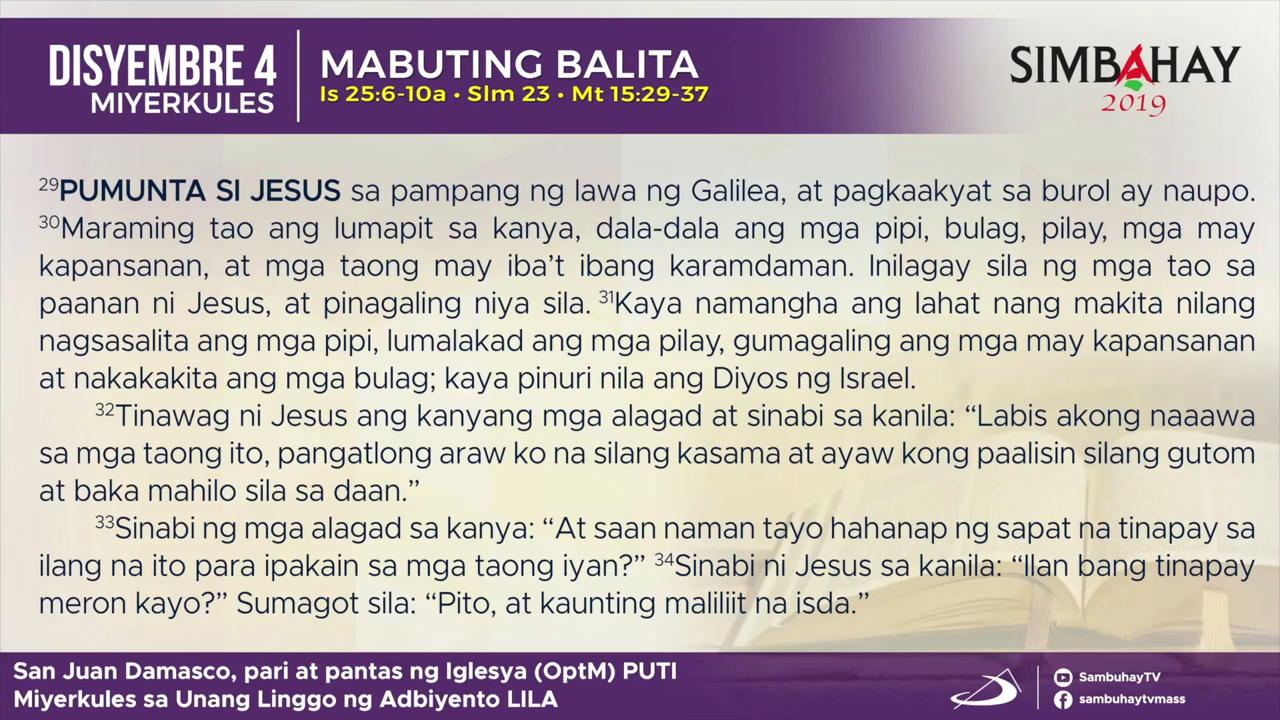 DISYEMBRE 4
MIYERKULES
MABUTING BALITA
Is 25:6-10a • Slm 23 • Mt 15:29-37
SIMBAHAY
2019
²⁹PUMUNTA SI JESUS sa pampang ng lawa ng Galilea, at pagkaakyat sa burol ay naupo.
³⁰Maraming tao ang lumapit sa kanya, dala-dala ang mga pipi, bulag, pilay, mga may
kapansanan, at mga taong may iba’t ibang karamdaman. Inilagay sila ng mga tao sa
paanan ni Jesus, at pinagaling niya sila. ³¹Kaya namangha ang lahat nang makita nilang
nagsasalita ang mga pipi, lumalakad ang mga pilay, gumagaling ang mga may kapansanan
at nakakakita ang mga bulag; kaya pinuri nila ang Diyos ng Israel.
³²Tinawag ni Jesus ang kanyang mga alagad at sinabi sa kanila: “Labis akong naaawa
sa mga taong ito, pangatlong araw ko na silang kasama at ayaw kong paalisin silang gutom
at baka mahilo sila sa daan.”
³³Sinabi ng mga alagad sa kanya: “At saan naman tayo hahanap ng sapat na tinapay sa
ilang na ito para ipakain sa mga taong iyan?” ³⁴Sinabi ni Jesus sa kanila: “Ilan bang tinapay
meron kayo?” Sumagot sila: “Pito, at kaunting maliliit na isda.”
San Juan Damasco, pari at pantas ng Iglesya (OptM) PUTI
Miyerkules sa Unang Linggo ng Adbiyento LILA
SambuhayTV
sambuhaytvmass